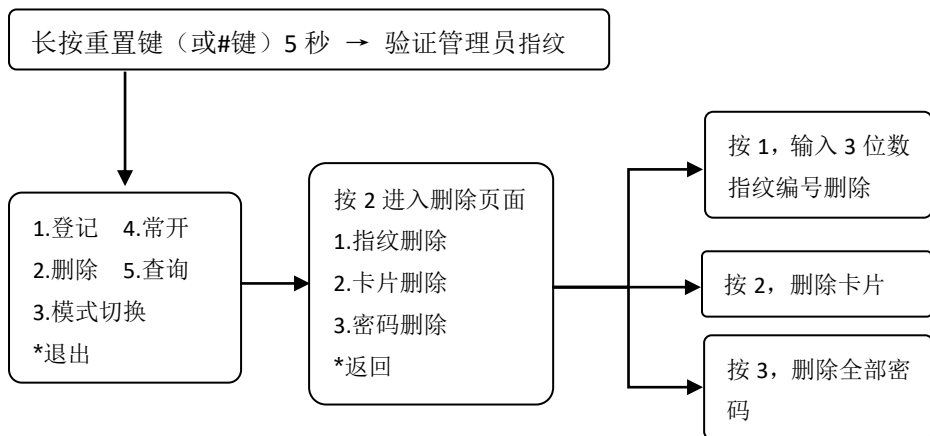 长按重置键（或#键）5 秒 → 验证管理员指纹
1.登记 4.常开
2.删除 5.查询
3.模式切换
*退出
按 2 进入删除页面
1.指纹删除
2.卡片删除
3.密码删除
*返回
按 1，输入 3 位数
指纹编号删除
按 2，删除卡片
按 3，删除全部密
码